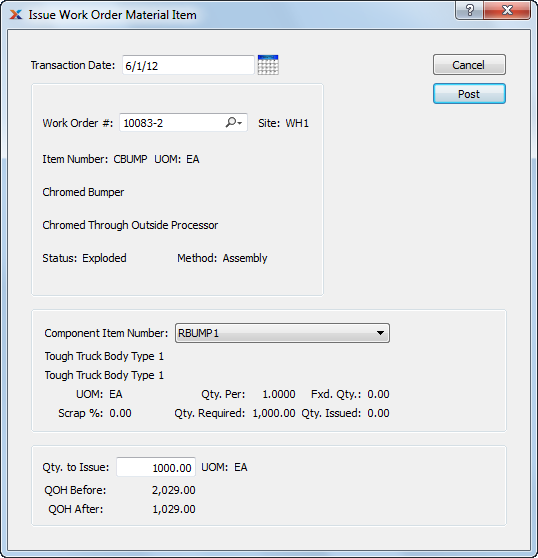 Issue Work Order Material Item
Transaction Date: 6/1/12
Cancel
Post
Work Order #: 10083-2 Site: WH1
Item Number: CBUMP UOM: EA
Chromed Bumper
Chromed Through Outside Processor
Status: Exploded Method: Assembly
Component Item Number: RBUMP1
Tough Truck Body Type 1
Tough Truck Body Type 1
UOM: EA Qty. Per: 1.0000 Fxd. Qty.: 0.00
Scrap %: 0.00 Qty. Required: 1,000.00 Qty. Issued: 0.00
Qty. to Issue: 1000.00 UOM: EA
QOH Before: 2,029.00
QOH After: 1,029.00